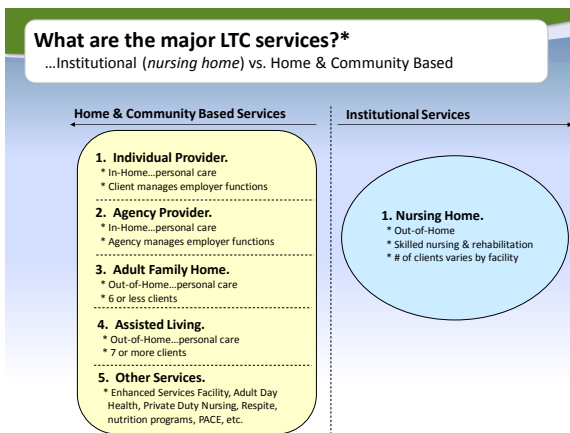 What are the major LTC services?*
...Institutional (nursing home) vs. Home & Community Based
Home & Community Based Services
1. Individual Provider.
* In-Home...personal care
* Client manages employer functions
2. Agency Provider.
* In-Home...personal care
* Agency manages employer functions
3. Adult Family Home.
* Out-of-Home...personal care
* 6 or less clients
4. Assisted Living.
* Out-of-Home...personal care
* 7 or more clients
5. Other Services.
* Enhanced Services Facility, Adult Day
Health, Private Duty Nursing, Respite,
nutrition programs, PACE, etc.
Institutional Services
1. Nursing Home.
* Out-of-Home
* Skilled nursing & rehabilitation
* # of clients varies by facility